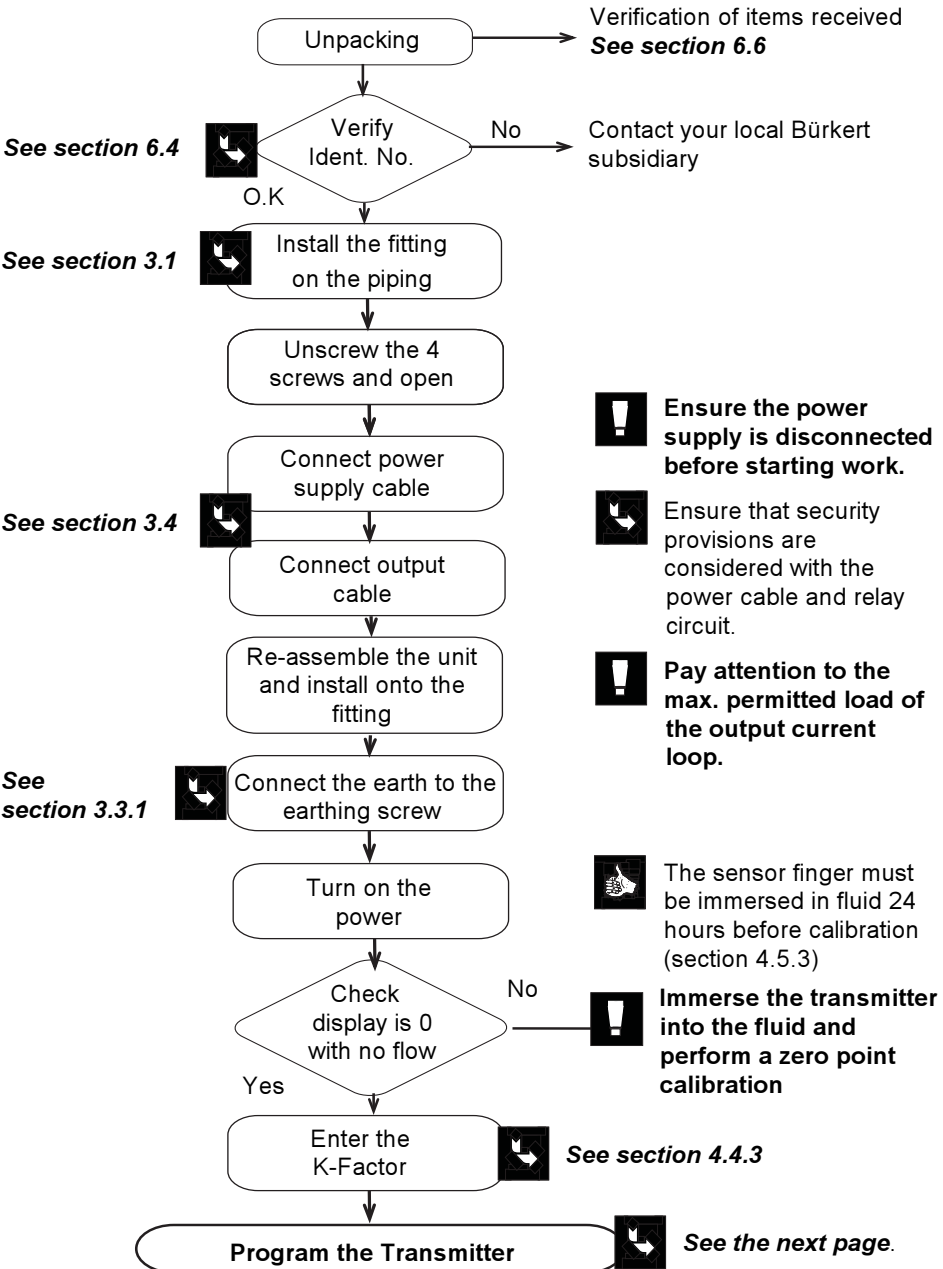 Unpacking
Verification of items received
See section 6.6
See section 6.4
Verify
Ident. No.
No
Contact your local Bürkert
subsidiary
O.K
See section 3.1
Install the fitting
on the piping
Unscrew the 4
screws and open
Ensure the power
supply is disconnected
before starting work.
Connect power
supply cable
See section 3.4
Ensure that security
provisions are
considered with the
power cable and relay
circuit.
Connect output
cable
Re-assemble the unit
and install onto the
fitting
Pay attention to the
max. permitted load of
the output current
loop.
See
section 3.3.1
Connect the earth to the
earthing screw
Turn on the
power
The sensor finger must
be immersed in fluid 24
hours before calibration
(section 4.5.3)
Check
display is 0
with no flow
No
Immerse the transmitter
into the fluid and
perform a zero point
calibration
Yes
Enter the
K-Factor
See section 4.4.3
Program the Transmitter
See the next page.